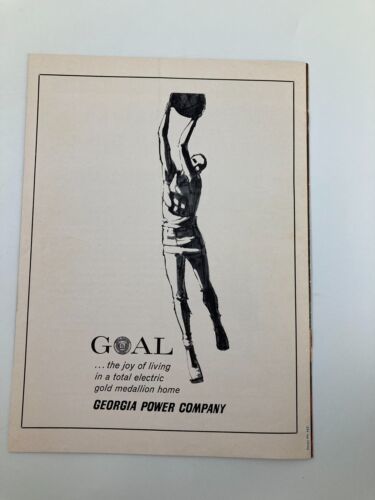 GOAL
...the joy of living
in a total electric
gold medallion home
GEORGIA POWER COMPANY